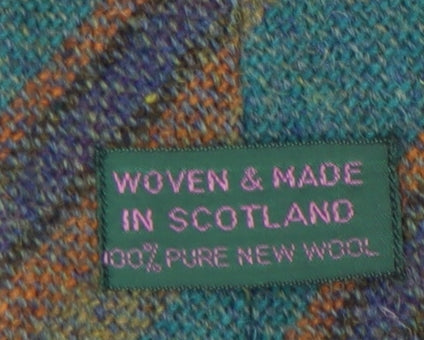 WOVEN & MADE
IN SCOTLAND
100% PURE NEW WOOL